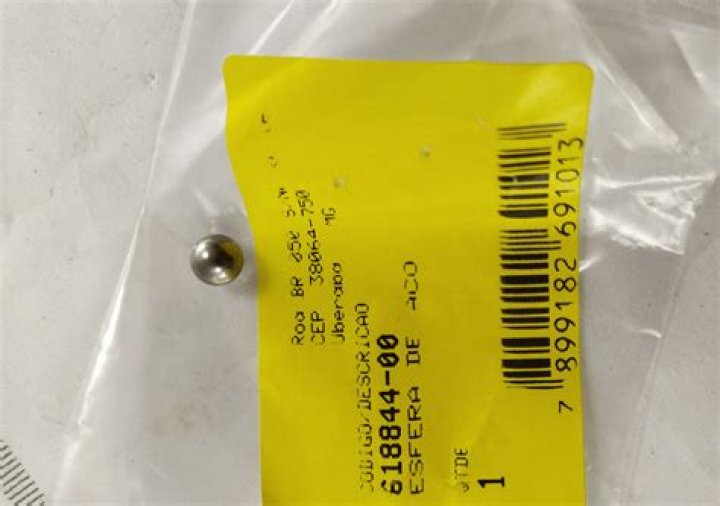 Rod BR 050 S/N
CEP 38064-750
Uberaba MG
CODIGO/DESCRICAO
618844-00
ESFERA DE ACO
QTDE
1
7 899182 691013